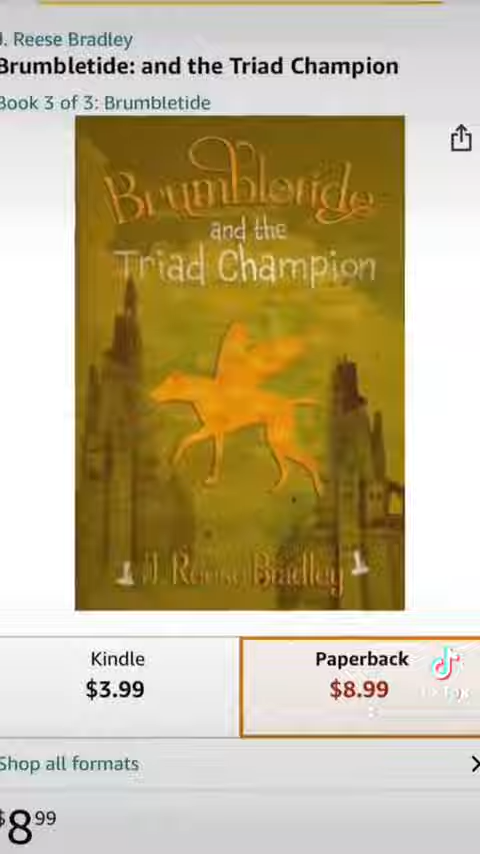 J. Reese Bradley
Brumbletide: and the Triad Champion
Book 3 of 3: Brumbletide
Brumbletide
and the
Triad Champion
J. Reese Bradley
Kindle
$3.99
Paperback
$8.99
Shop all formats
$8 99